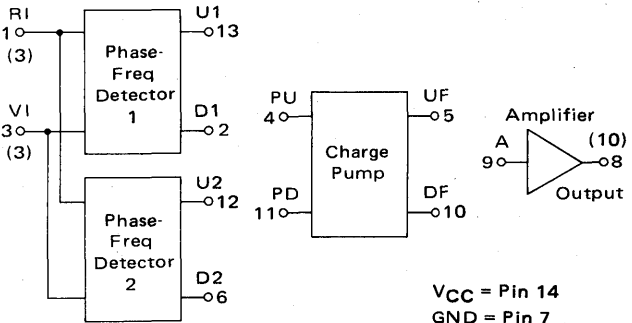 RI
1
(3)
VI
3
(3)
Phase-
Freq
Detector
1
U1
13
D1
2
Phase-
Freq
Detector
2
U2
12
D2
6
PU
4
PD
11
Charge
Pump
UF
5
DF
10
Amplifier
A
9
(10)
8
Output
VCC = Pin 14
GND = Pin 7